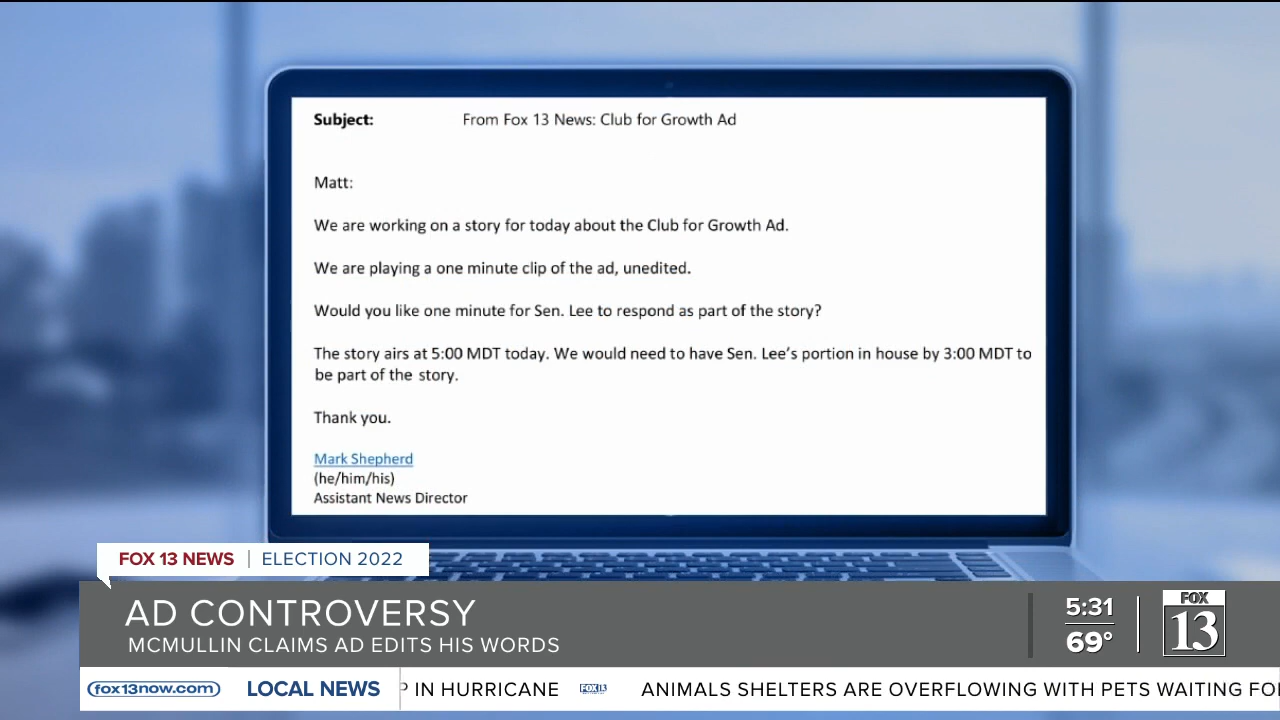 Subject: From Fox 13 News: Club for Growth Ad
Matt:
We are working on a story for today about the Club for Growth Ad.
We are playing a one minute clip of the ad, unedited.
Would you like one minute for Sen. Lee to respond as part of the story?
The story airs at 5:00 MDT today. We would need to have Sen. Lee's portion in house by 3:00 MDT to
be part of the story.
Thank you.
Mark Shepherd
(he/him/his)
Assistant News Director
FOX 13 NEWS | ELECTION 2022
AD CONTROVERSY
MCMULLIN CLAIMS AD EDITS HIS WORDS
5:31
69°
FOX
13
fox13now.com LOCAL NEWS IN HURRICANE FOX 13 ANIMALS SHELTERS ARE OVERFLOWING WITH PETS WAITING